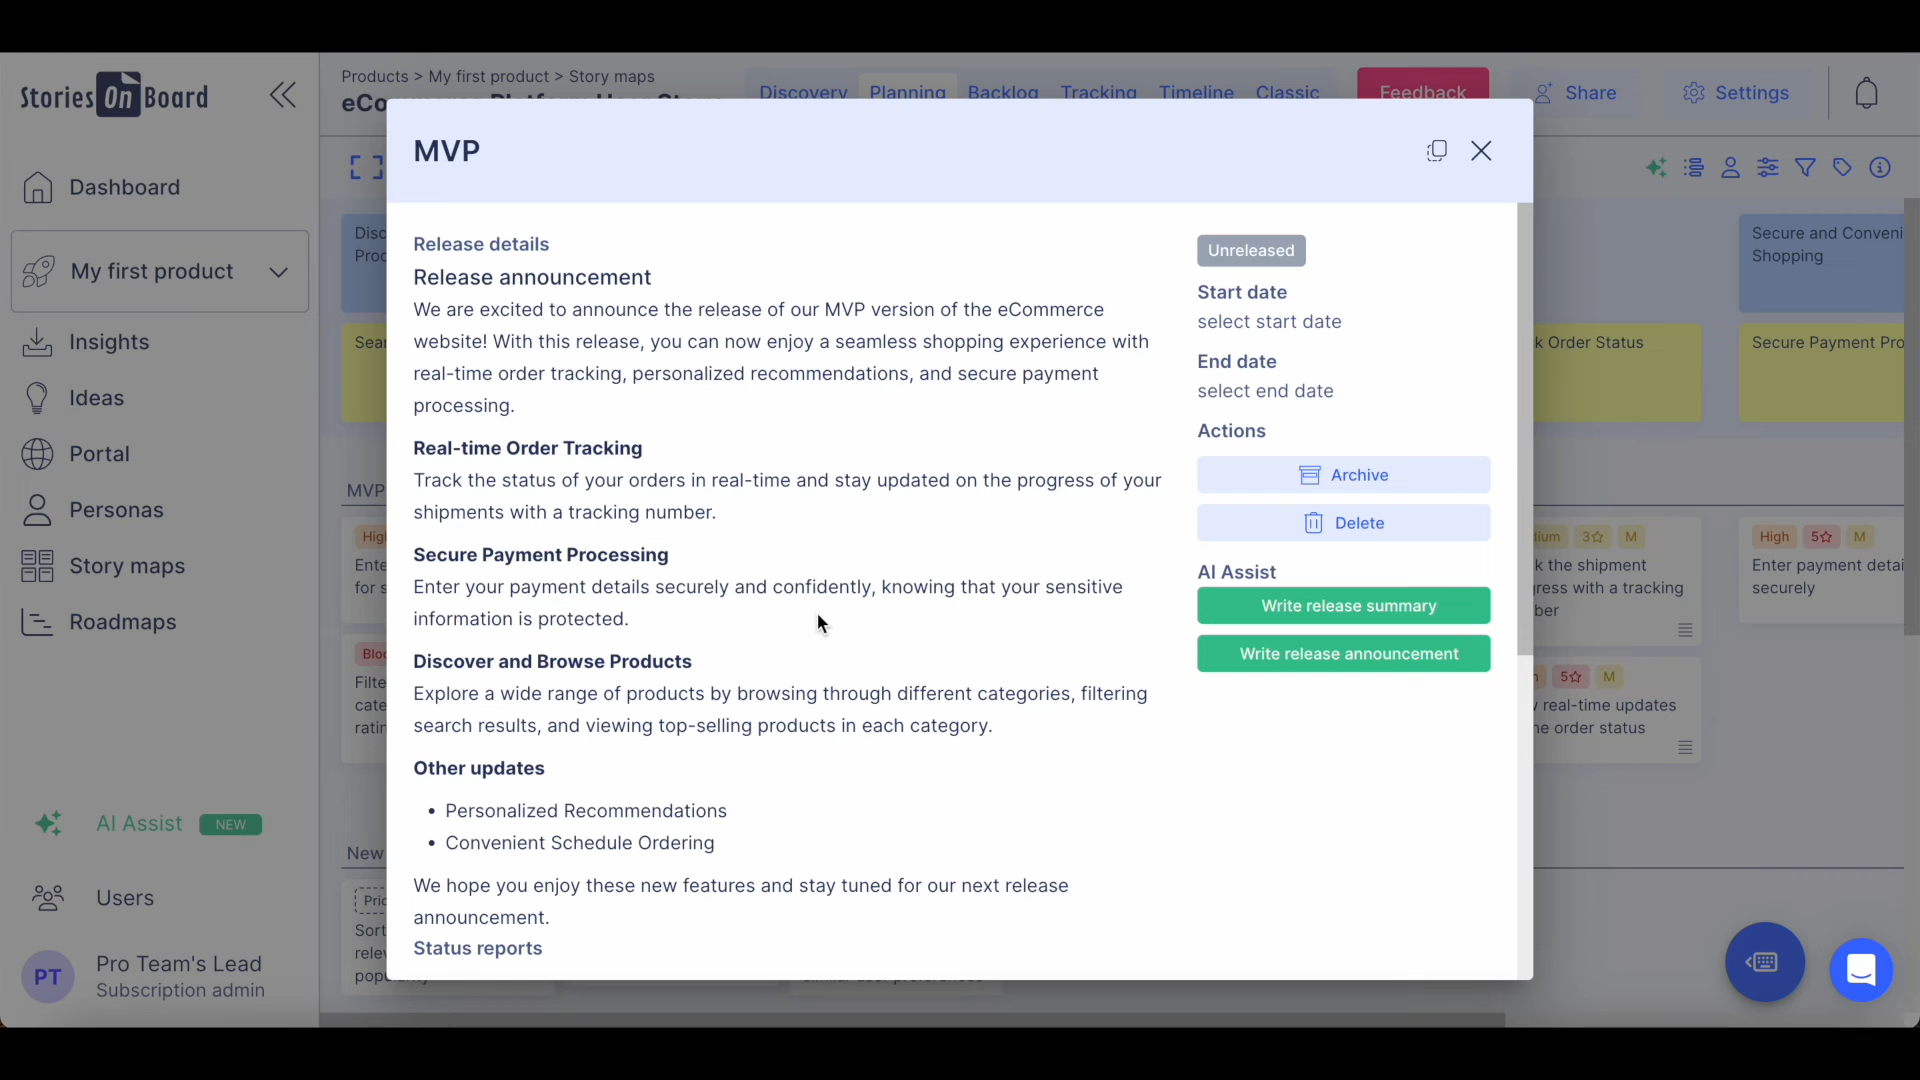 Stories On Board
Products > My first product > Story maps
Discovery Planning Backlog Tracking Timeline Classic
Feedback
Share
Settings
Dashboard
My first product
Insights
Ideas
Portal
Personas
Story maps
Roadmaps
AI Assist NEW
Users
PT
Pro Team's Lead
Subscription admin
MVP
Release details
Release announcement
We are excited to announce the release of our MVP version of the eCommerce
website! With this release, you can now enjoy a seamless shopping experience with
real-time order tracking, personalized recommendations, and secure payment
processing.
Real-time Order Tracking
Track the status of your orders in real-time and stay updated on the progress of your
shipments with a tracking number.
Secure Payment Processing
Enter your payment details securely and confidently, knowing that your sensitive
information is protected.
Discover and Browse Products
Explore a wide range of products by browsing through different categories, filtering
search results, and viewing top-selling products in each category.
Other updates
• Personalized Recommendations
• Convenient Schedule Ordering
We hope you enjoy these new features and stay tuned for our next release
announcement.
Status reports
Unreleased
Start date
select start date
End date
select end date
Actions
Archive
Delete
AI Assist
Write release summary
Write release announcement
MVP
New
Secure and Conveni
Shopping
Order Status
Secure Payment Pro
3☆ M
the shipment
with a tracking
High 5☆ M
Enter payment detai
securely
5☆ M
real-time updates
order status